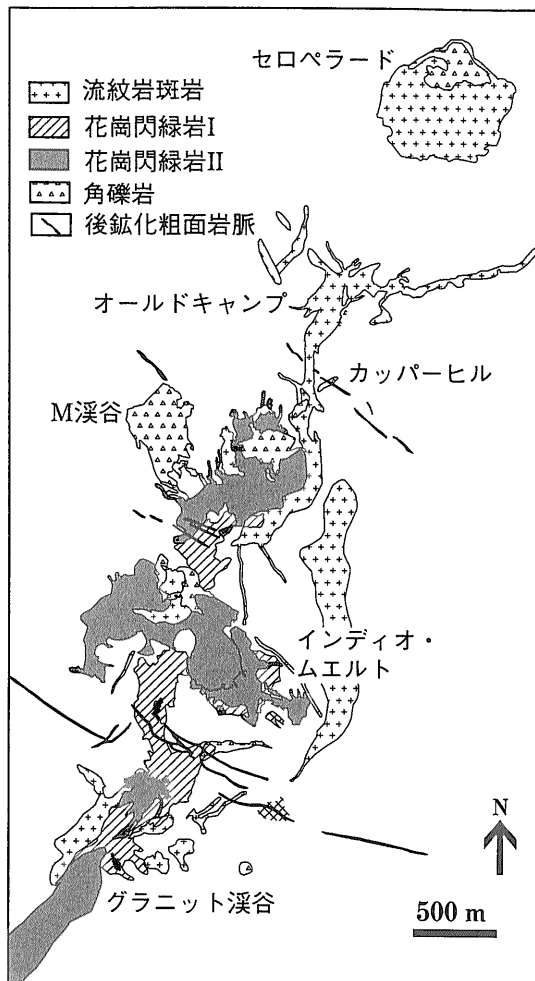 セロペラード
流紋岩斑岩
花崗閃緑岩I
花崗閃緑岩II
角礫岩
後鉱化粗面岩脈
オールドキャンプ
カッパーヒル
M渓谷
インディオ・
ムエルト
N
グラニット渓谷
500 m